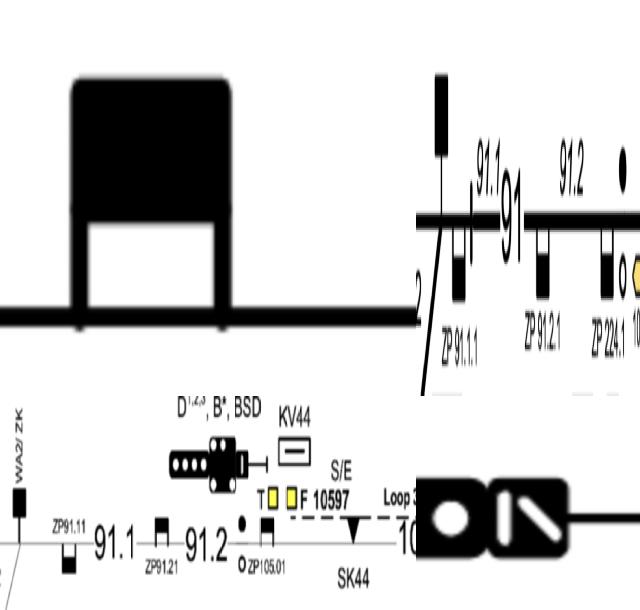 91.1
91.2
91
2
ZP 91.1.1
ZP 91.2.1
ZP 224.1
10
WA2/ ZK
D1,2,3, B*, BSD
KV44
S/E
T
F 10597
Loop
ZP91.11
91.1
ZP91.21
91.2
ZP105.01
SK44
10